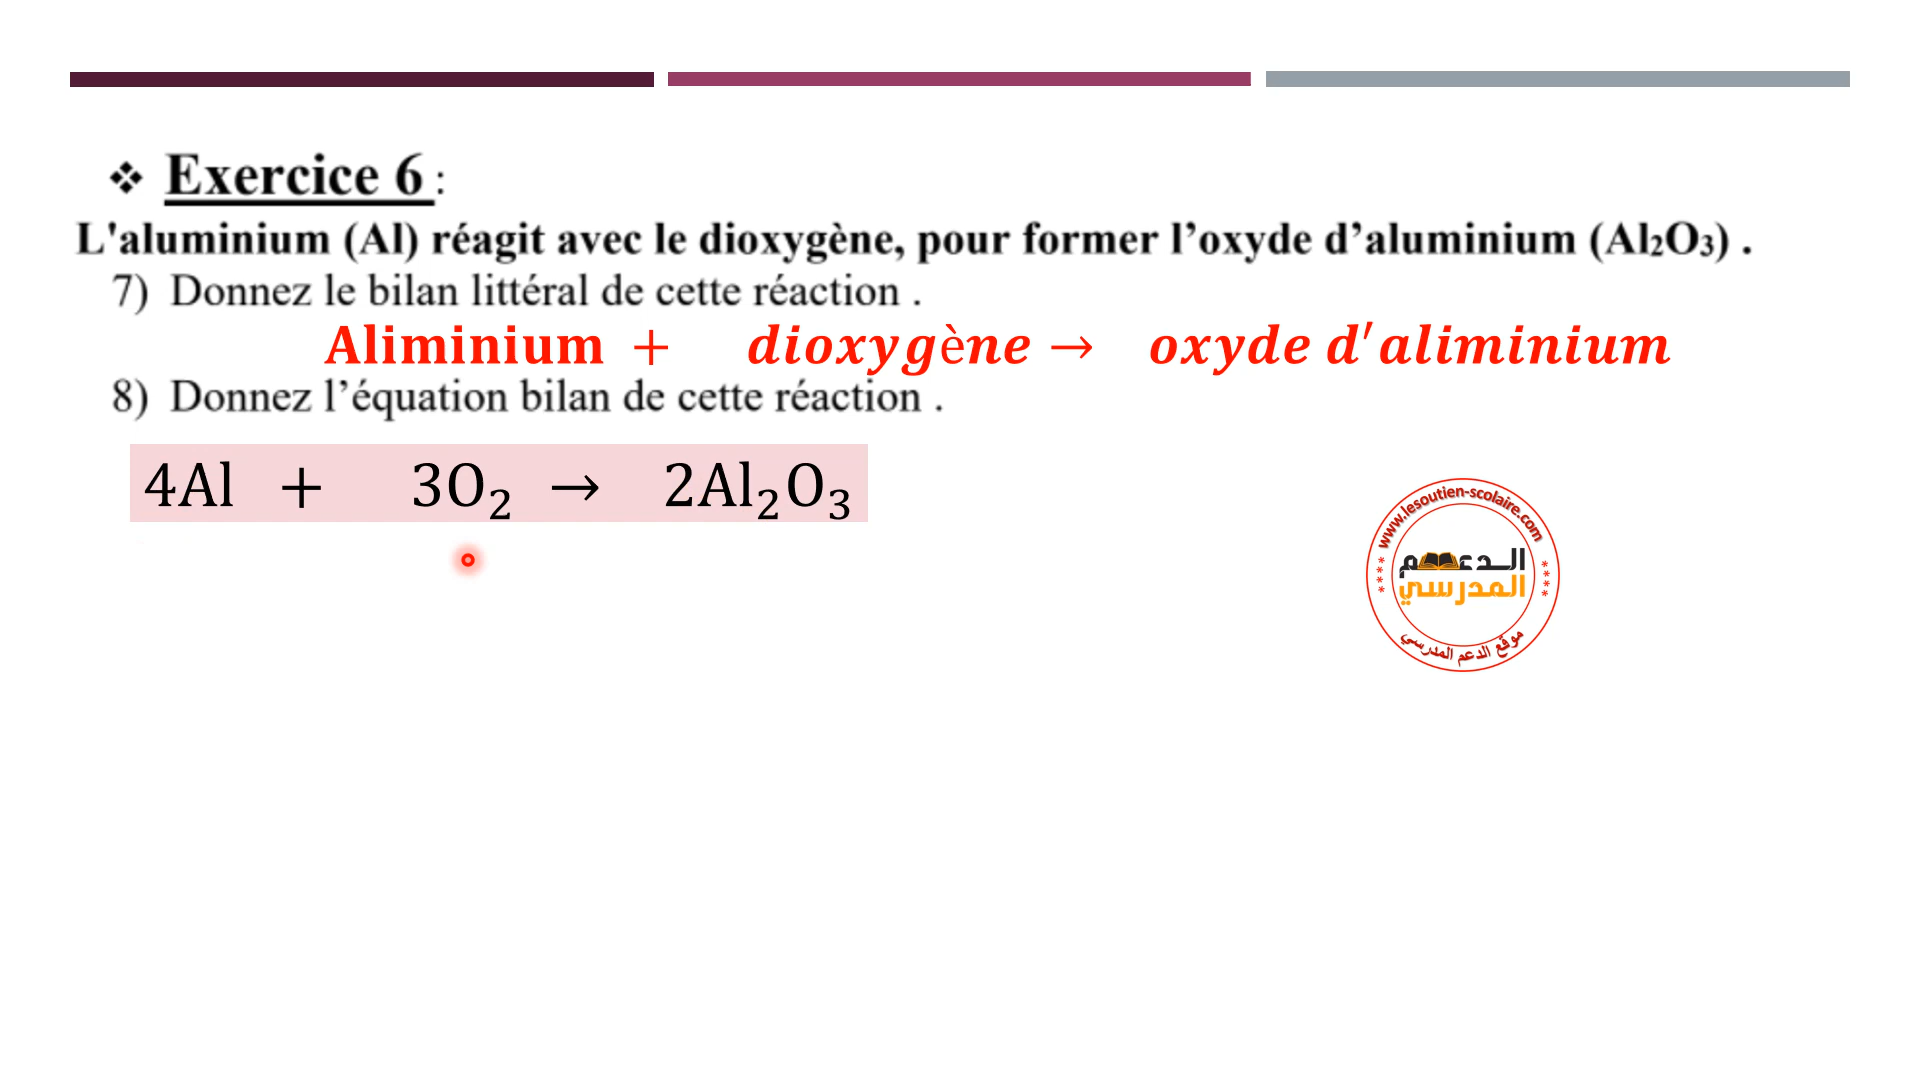 ❖ Exercice 6 :
L'aluminium (Al) réagit avec le dioxygène, pour former l’oxyde d’aluminium (Al₂O₃) .
7) Donnez le bilan littéral de cette réaction .
Aliminium + dioxygène → oxyde d′aliminium
8) Donnez l’équation bilan de cette réaction .
4Al + 3O₂ → 2Al₂O₃
www.lesoutien-scolaire.com
الدعم
المدرسي
**** ****
موقع الدعم المدرسي